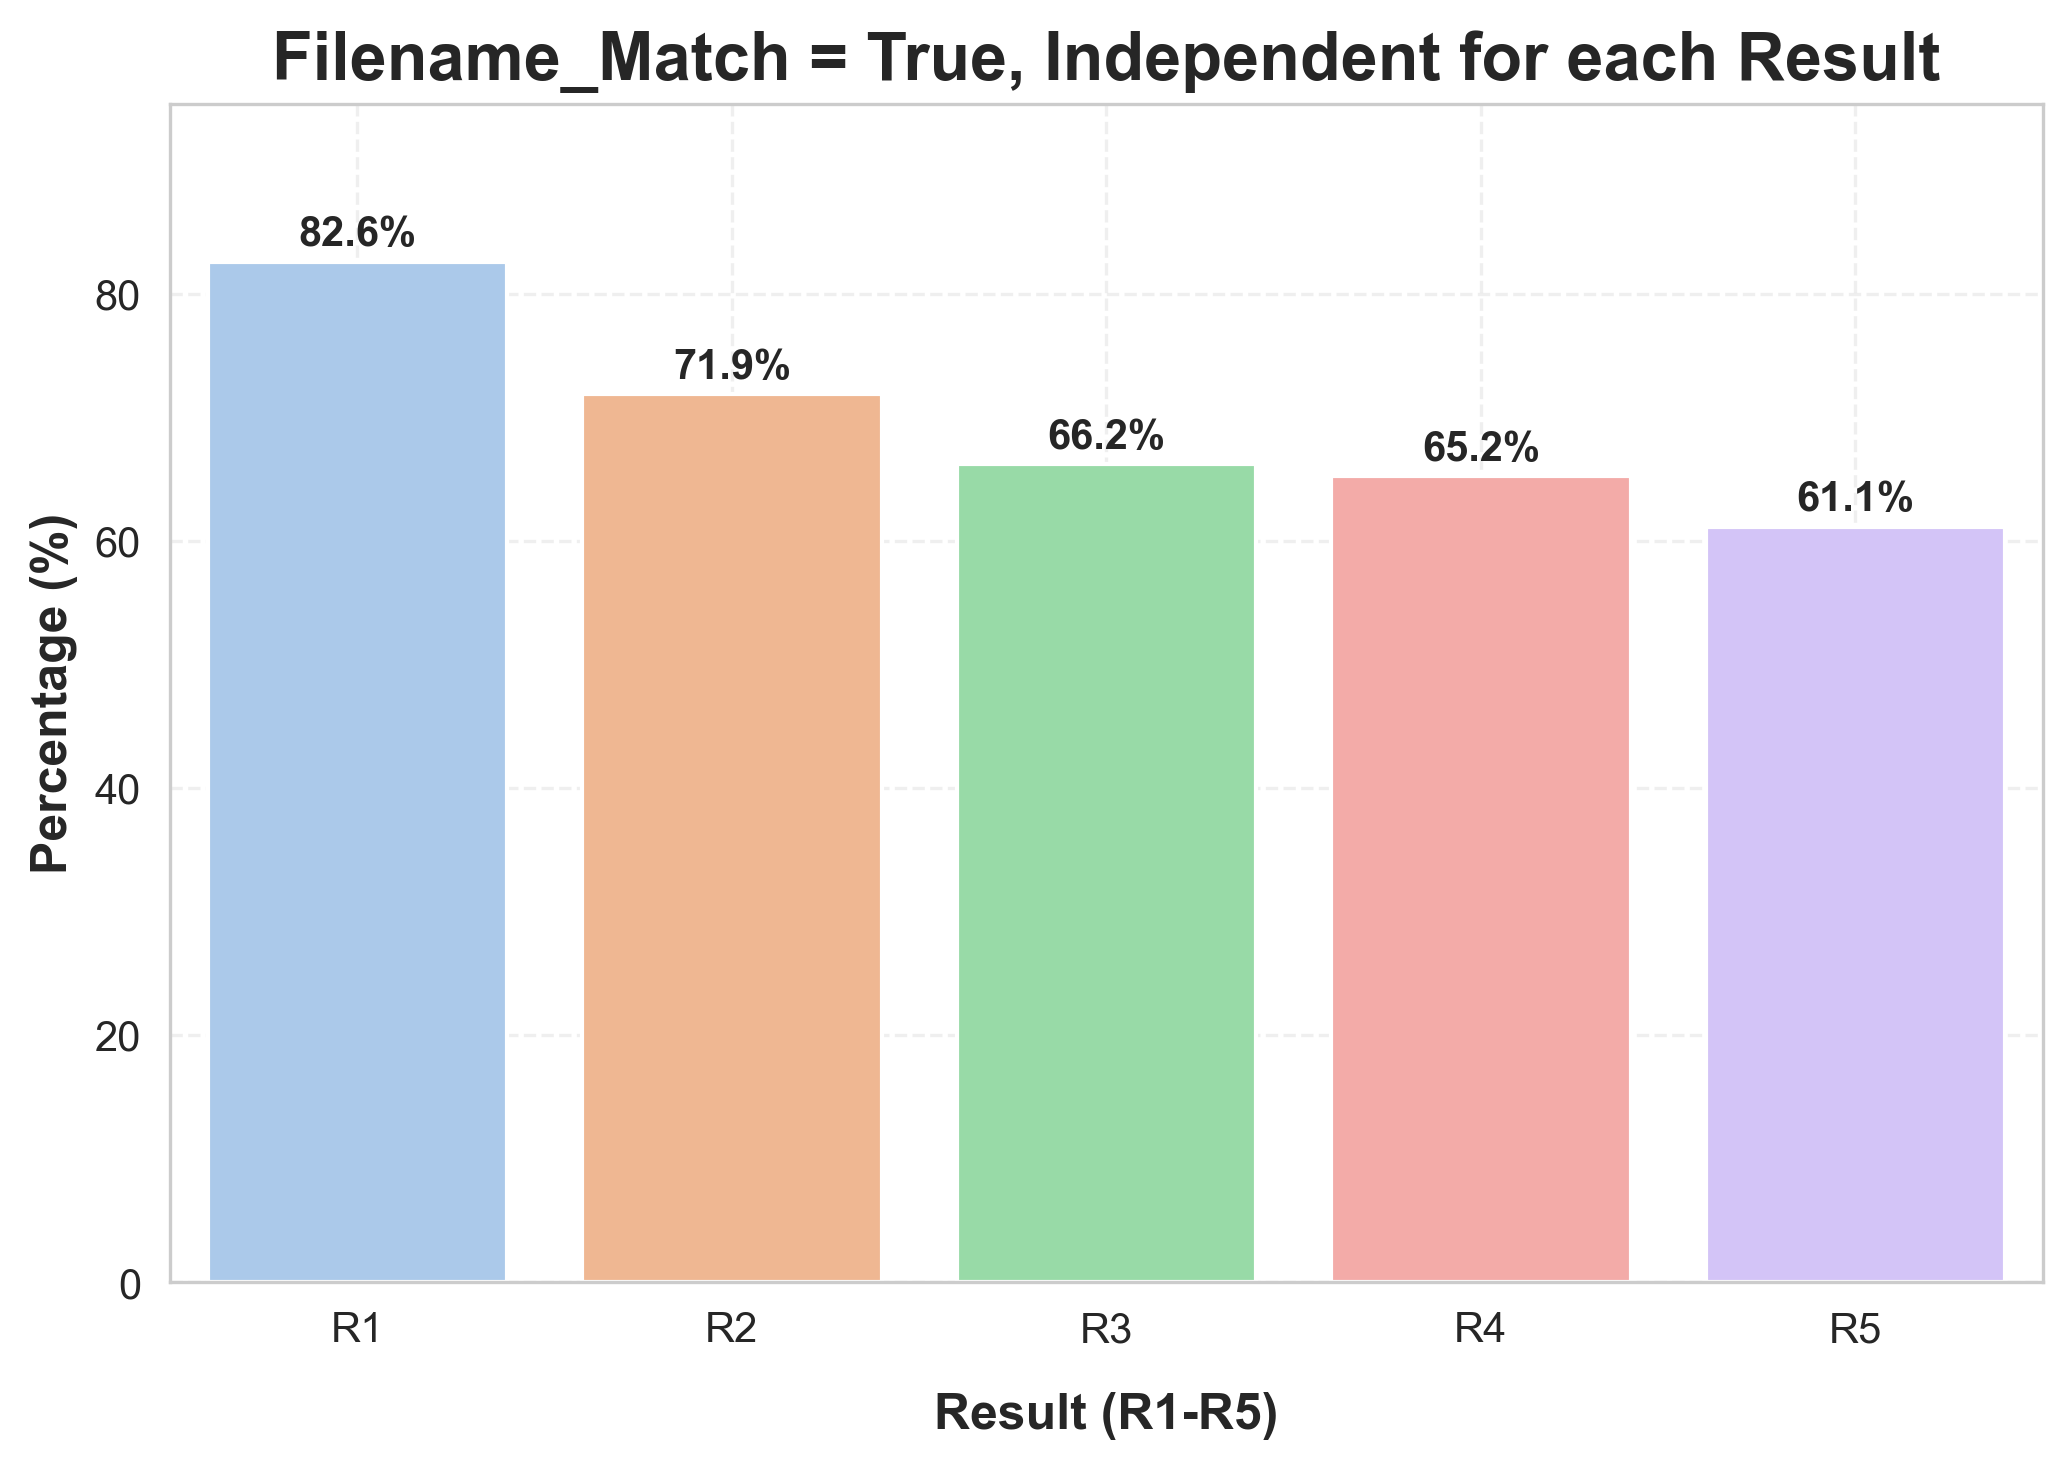 Filename_Match = True, Independent for each Result
82.6%
71.9%
66.2%
65.2%
61.1%
80
60
40
20
0
Percentage (%)
R1 R2 R3 R4 R5
Result (R1-R5)